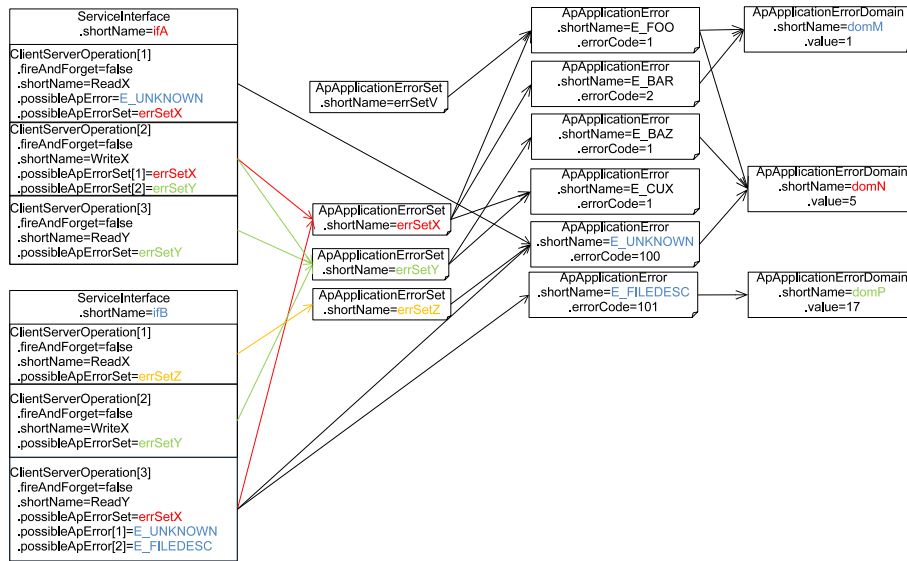 ServiceInterface
.shortName=ifA
ClientServerOperation[1]
.fireAndForget=false
.shortName=ReadX
.possibleApError=E_UNKNOWN
.possibleApErrorSet=errSetX
ClientServerOperation[2]
.fireAndForget=false
.shortName=WriteX
.possibleApErrorSet[1]=errSetX
.possibleApErrorSet[2]=errSetY
ClientServerOperation[3]
.fireAndForget=false
.shortName=ReadY
.possibleApErrorSet=errSetY
ServiceInterface
.shortName=ifB
ClientServerOperation[1]
.fireAndForget=false
.shortName=ReadX
.possibleApErrorSet=errSetZ
ClientServerOperation[2]
.fireAndForget=false
.shortName=WriteX
.possibleApErrorSet=errSetY
ClientServerOperation[3]
.fireAndForget=false
.shortName=ReadY
.possibleApErrorSet=errSetX
.possibleApError[1]=E_UNKNOWN
.possibleApError[2]=E_FILEDESC
ApApplicationErrorSet
.shortName=errSetV
ApApplicationErrorSet
.shortName=errSetX
ApApplicationErrorSet
.shortName=errSetY
ApApplicationErrorSet
.shortName=errSetZ
ApApplicationError
.shortName=E_FOO
.errorCode=1
ApApplicationError
.shortName=E_BAR
.errorCode=2
ApApplicationError
.shortName=E_BAZ
.errorCode=1
ApApplicationError
.shortName=E_CUX
.errorCode=1
ApApplicationError
.shortName=E_UNKNOWN
.errorCode=100
ApApplicationError
.shortName=E_FILEDESC
.errorCode=101
ApApplicationErrorDomain
.shortName=domM
.value=1
ApApplicationErrorDomain
.shortName=domN
.value=5
ApApplicationErrorDomain
.shortName=domP
.value=17